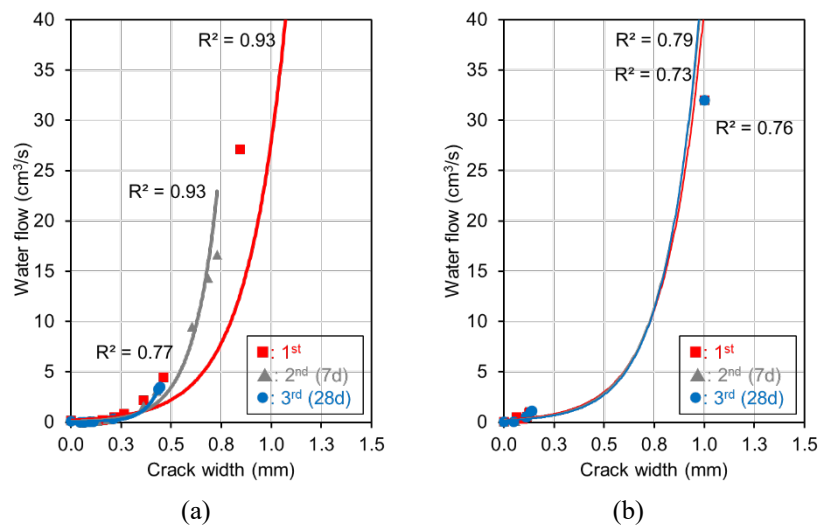 40
35
30
25
20
15
10
5
0
Water flow (cm³/s)
R² = 0.93
R² = 0.93
R² = 0.77
■: 1st
▲: 2nd (7d)
●: 3rd (28d)
0.0 0.3 0.5 0.8 1.0 1.3 1.5
Crack width (mm)
(a)
40
35
30
25
20
15
10
5
0
Water flow (cm³/s)
R² = 0.79
R² = 0.73
R² = 0.76
■: 1st
▲: 2nd (7d)
●: 3rd (28d)
0.0 0.3 0.5 0.8 1.0 1.3 1.5
Crack width (mm)
(b)